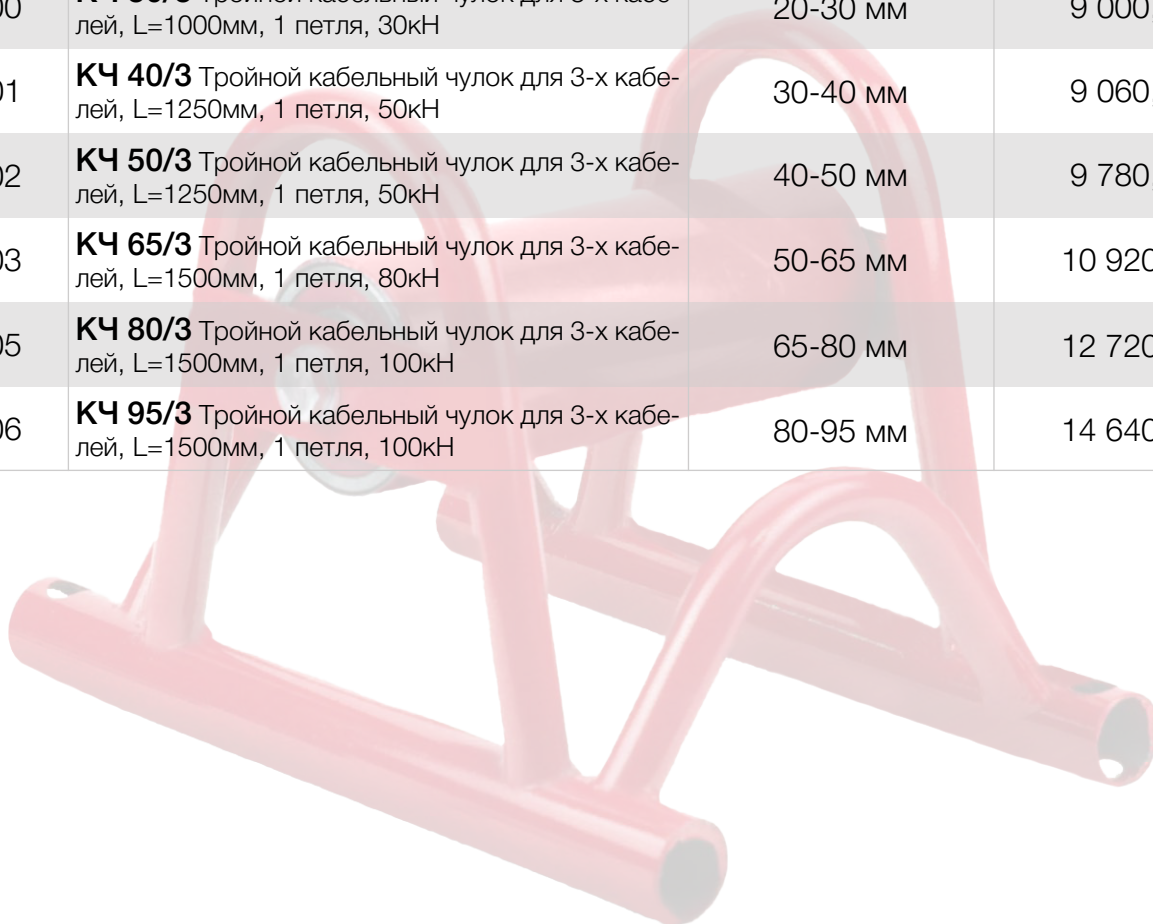 лей, L=1000мм, 1 петля, 30кН
20-30 мм
9 000,
01
КЧ 40/3 Тройной кабельный чулок для 3-х кабе-
лей, L=1250мм, 1 петля, 50кН
30-40 мм
9 060,
02
КЧ 50/3 Тройной кабельный чулок для 3-х кабе-
лей, L=1250мм, 1 петля, 50кН
40-50 мм
9 780,
03
КЧ 65/3 Тройной кабельный чулок для 3-х кабе-
лей, L=1500мм, 1 петля, 80кН
50-65 мм
10 920
05
КЧ 80/3 Тройной кабельный чулок для 3-х кабе-
лей, L=1500мм, 1 петля, 100кН
65-80 мм
12 720
06
КЧ 95/3 Тройной кабельный чулок для 3-х кабе-
лей, L=1500мм, 1 петля, 100кН
80-95 мм
14 640